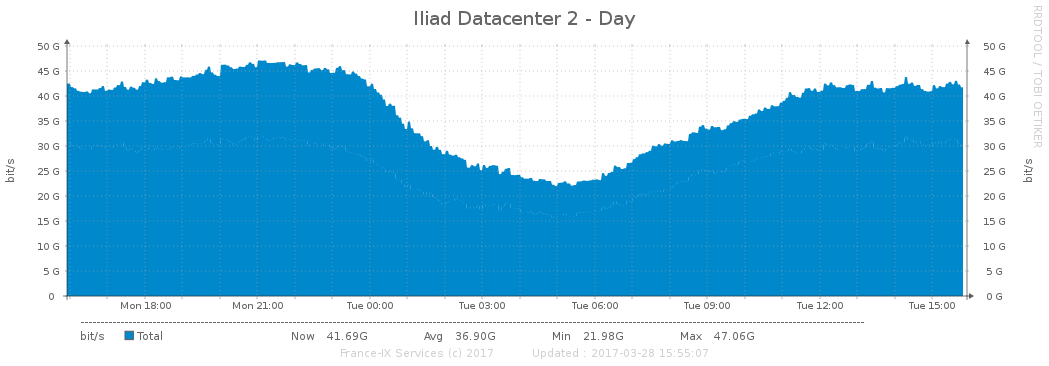 Iliad Datacenter 2 - Day
RRDTOOL / TOBI OETIKER
bit/s
50 G 50 G
45 G 45 G
40 G 40 G
35 G 35 G
30 G 30 G
25 G 25 G
20 G 20 G
15 G 15 G
10 G 10 G
5 G 5 G
0 0 G
bit/s
Mon 18:00 Mon 21:00 Tue 00:00 Tue 03:00 Tue 06:00 Tue 09:00 Tue 12:00 Tue 15:00
bit/s Total Now 41.69G Avg 36.90G Min 21.98G Max 47.06G
France-IX Services (c) 2017 Updated : 2017-03-28 15:55:07